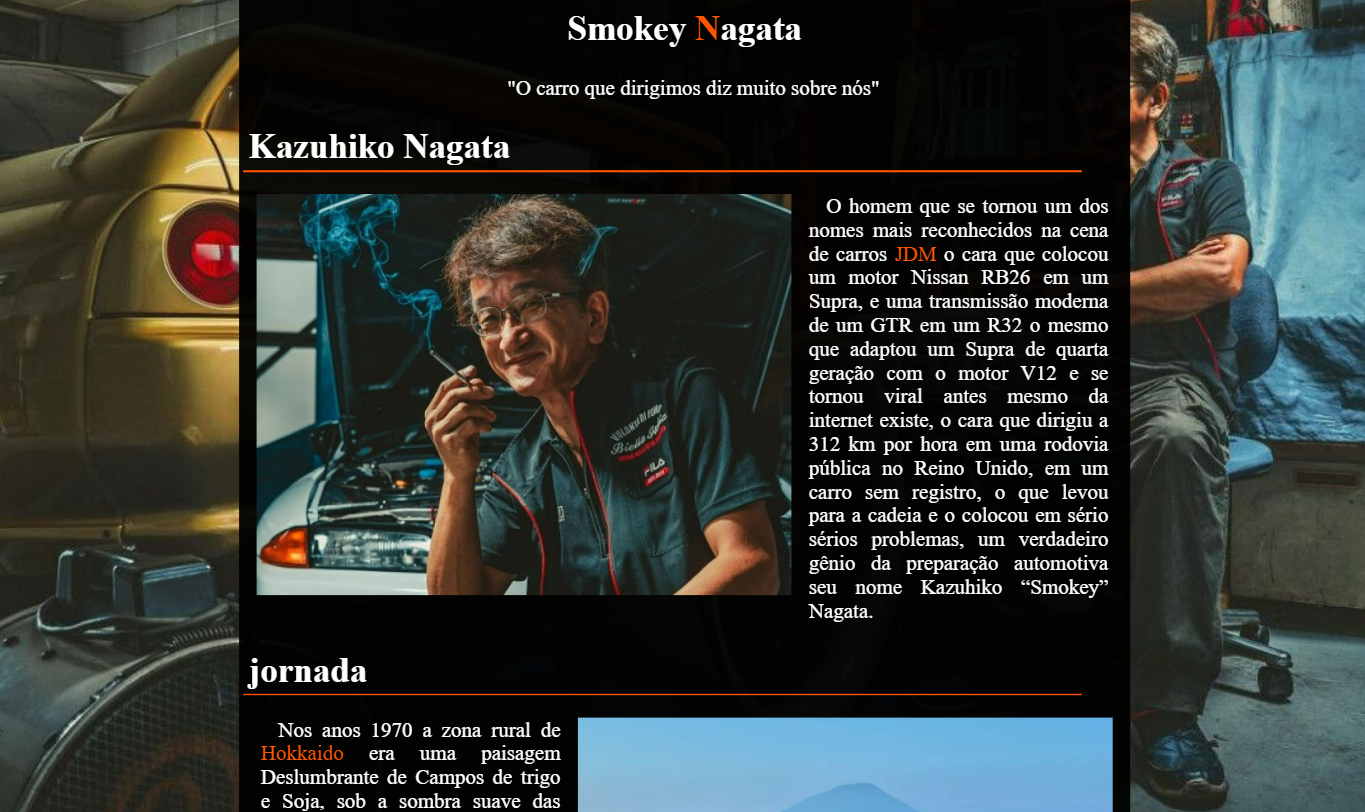 Smokey Nagata
"O carro que dirigimos diz muito sobre nós"
Kazuhiko Nagata
O homem que se tornou um dos
nomes mais reconhecidos na cena
de carros JDM o cara que colocou
um motor Nissan RB26 em um
Supra, e uma transmissão moderna
de um GTR em um R32 o mesmo
que adaptou um Supra de quarta
geração com o motor V12 e se
tornou viral antes mesmo da
internet existe, o cara que dirigiu a
312 km por hora em uma rodovia
pública no Reino Unido, em um
carro sem registro, o que levou
para a cadeia e o colocou em sério
sérios problemas, um verdadeiro
gênio da preparação automotiva
seu nome Kazuhiko “Smokey”
Nagata.
FILA
jornada
Nos anos 1970 a zona rural de
Hokkaido era uma paisagem
Deslumbrante de Campos de trigo
e Soja, sob a sombra suave das